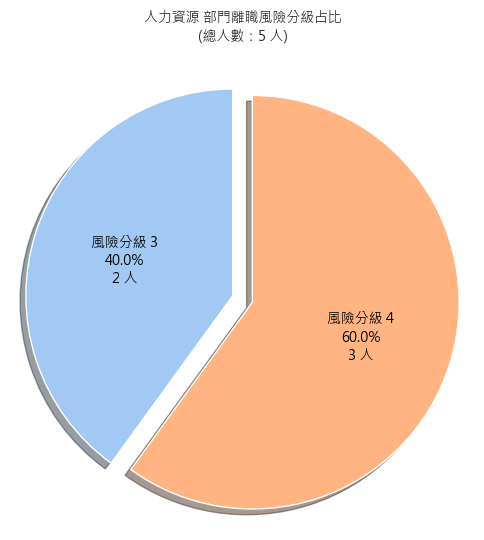 人力資源 部門離職風險分級占比
(總人數：5 人)
風險分級 3
40.0%
2 人
風險分級 4
60.0%
3 人